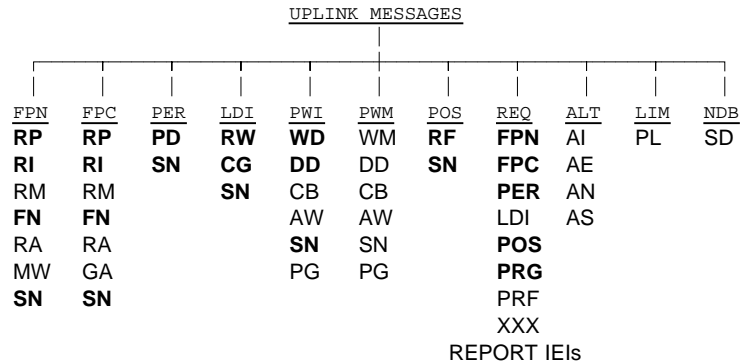 UPLINK MESSAGES
FPN FPC PER LDI PWI PWM POS REQ ALT LIM NDB
RP RP PD RW WD WM RF FPN AI PL SD
RI RI SN CG DD DD SN FPC AE
RM RM SN CB CB PER AN
FN FN AW AW LDI AS
RA RA SN SN POS
MW GA PG PG PRG
SN SN PRF
XXX
REPORT IEIs